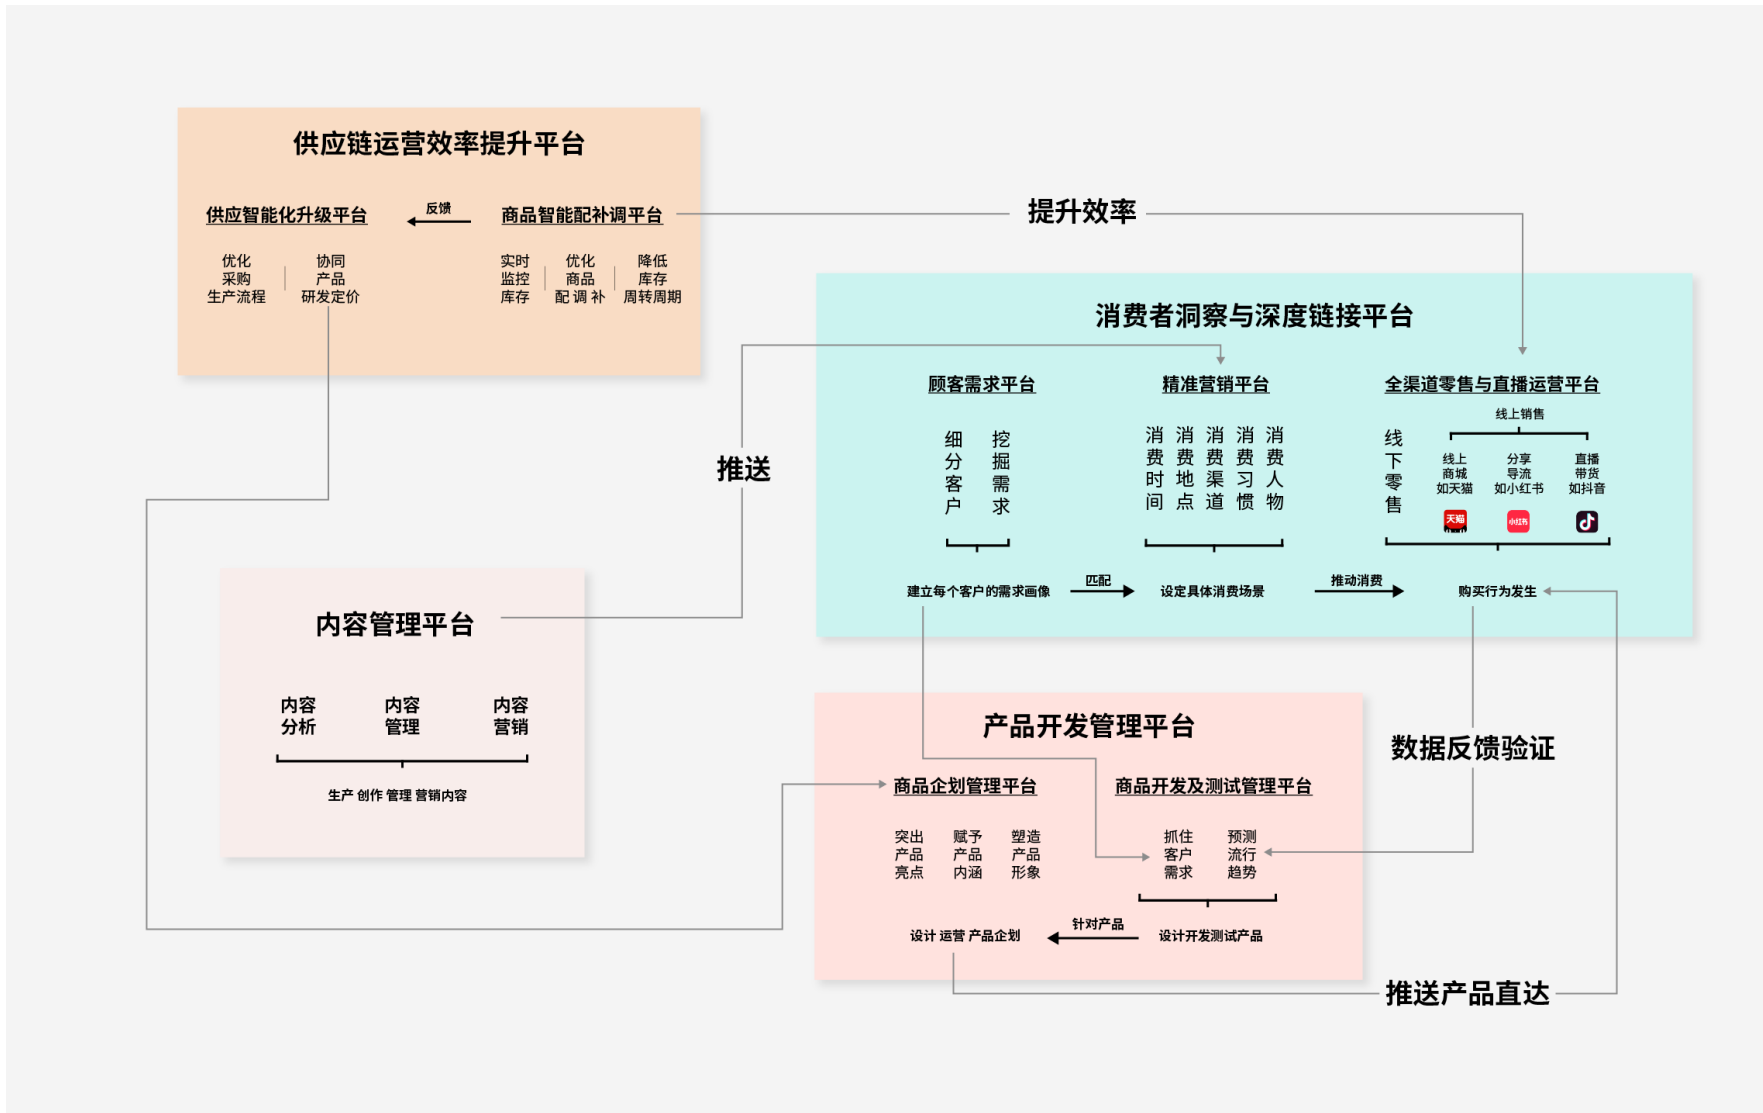 供应链运营效率提升平台
供应智能化升级平台
反馈
商品智能配补调平台
优化
采购
生产流程
协同
产品
研发定价
实时
监控
库存
优化
商品
配 调 补
降低
库存
周转周期
提升效率
消费者洞察与深度链接平台
顾客需求平台
细分客户
挖掘需求
建立每个客户的需求画像
匹配
精准营销平台
消费时间
消费地点
消费渠道
消费习惯
消费人物
设定具体消费场景
推动消费
全渠道零售与直播运营平台
线上销售
线下零售
线上
商城
如天猫
天猫
分享
导流
如小红书
小红书
直播
带货
如抖音
购买行为发生
推送
内容管理平台
内容
分析
内容
管理
内容
营销
生产 创作 管理 营销内容
产品开发管理平台
商品企划管理平台
突出
产品
亮点
赋予
产品
内涵
塑造
产品
形象
设计 运营 产品企划
针对产品
商品开发及测试管理平台
抓住
客户
需求
预测
流行
趋势
设计开发测试产品
数据反馈验证
推送产品直达